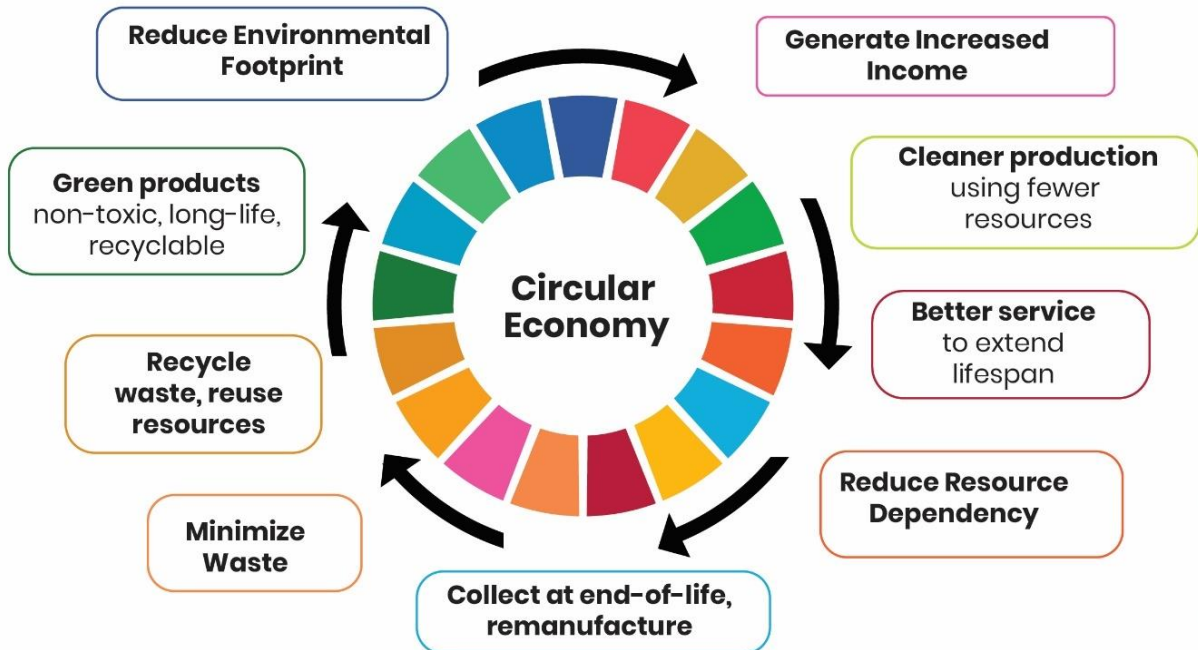 Reduce Environmental
Footprint
Generate Increased
Income
Cleaner production
using fewer
resources
Better service
to extend
lifespan
Reduce Resource
Dependency
Collect at end-of-life,
remanufacture
Minimize
Waste
Recycle
waste, reuse
resources
Green products
non-toxic, long-life,
recyclable
Circular
Economy